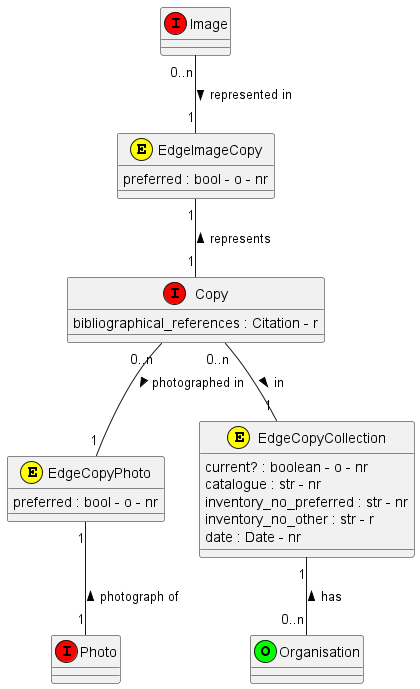 I Image
0..n
represented in
1
E EdgeImageCopy
preferred : bool - o - nr
1
represents
1
I Copy
bibliographical_references : Citation - r
0..n 0..n
photographed in in
1 1
E EdgeCopyCollection
current? : boolean - o - nr
catalogue : str - nr
inventory_no_preferred : str - nr
inventory_no_other : str - r
date : Date - nr
E EdgeCopyPhoto
preferred : bool - o - nr
1 1
photograph of has
1 0..n
I Photo O Organisation